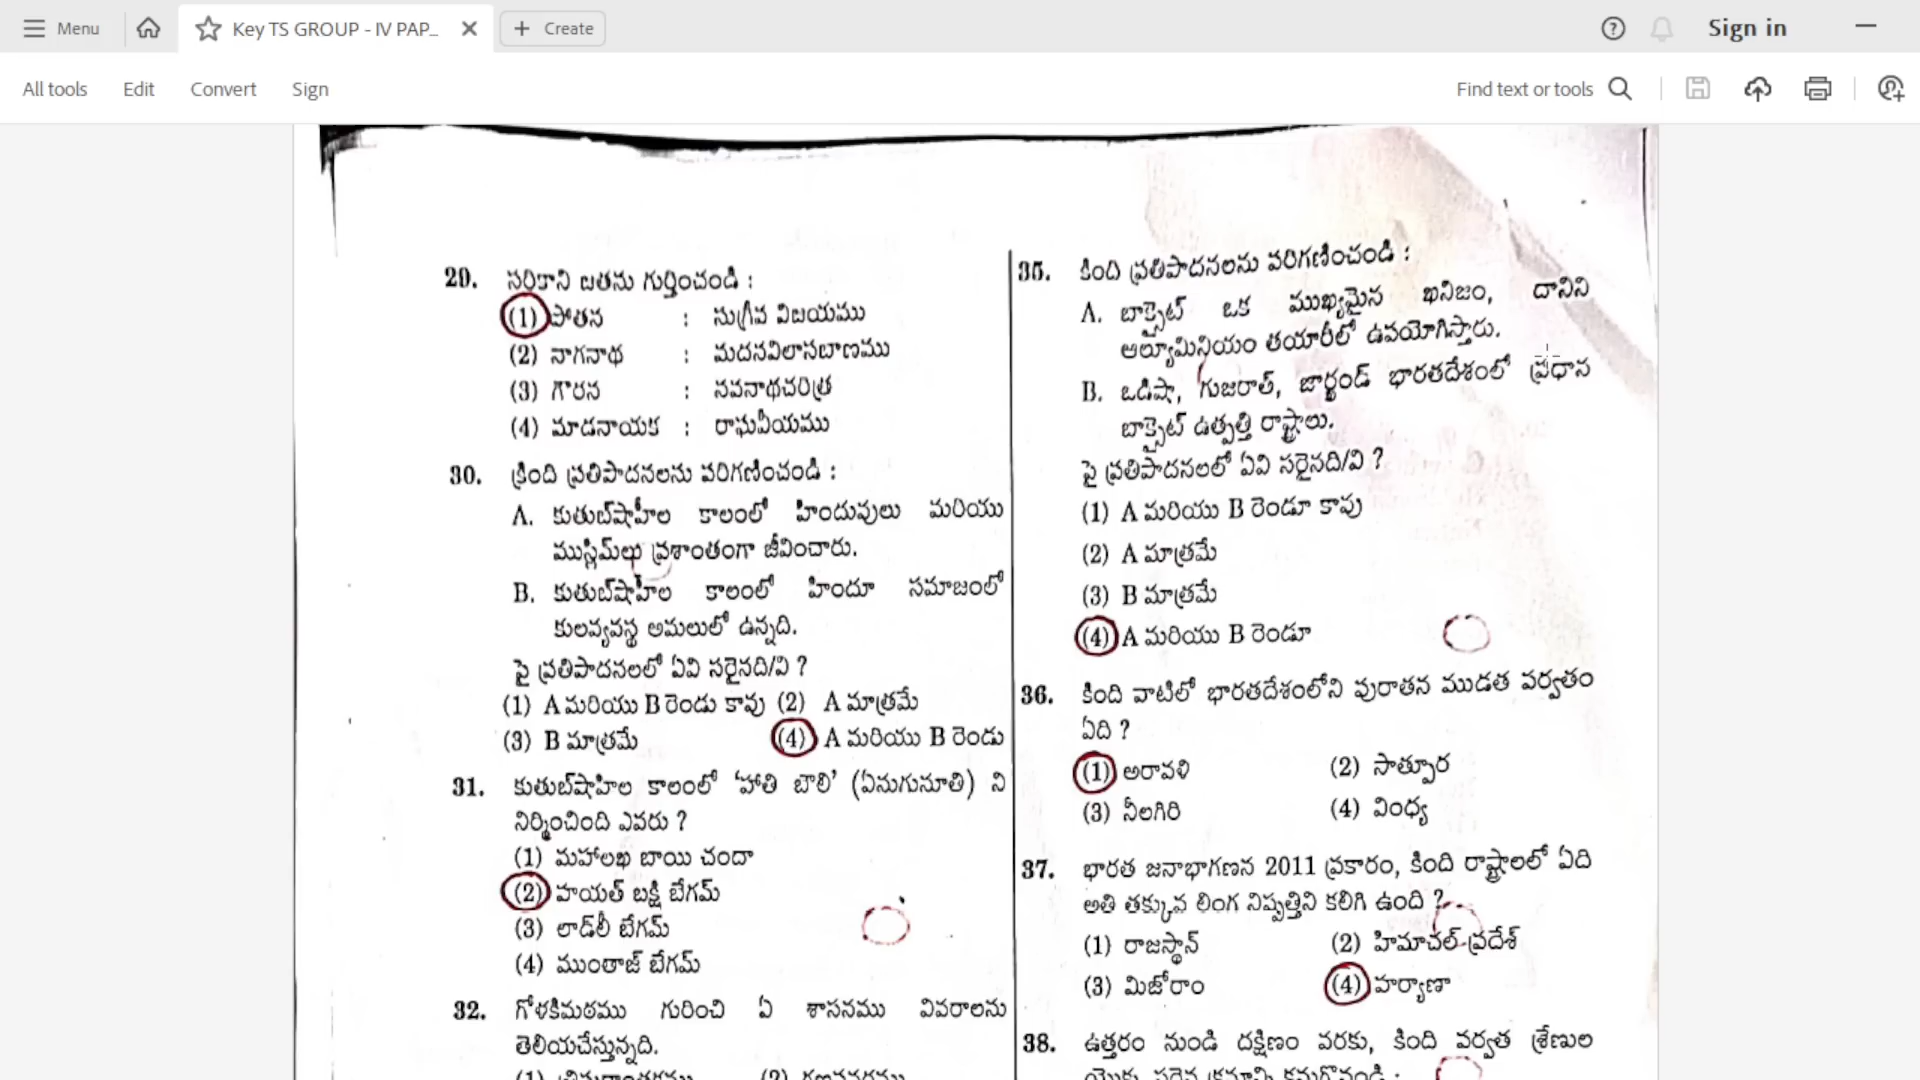 Menu
Key TS GROUP - IV PAP...
Create
Sign in
All tools
Edit
Convert
Sign
Find text or tools
29. సరికాని జతను గుర్తించండి :
(1) పోతన : సుగ్రీవ విజయము
(2) నాగనాథ : మదనవిలాసబాణము
(3) గౌరన : నవనాథచరిత్ర
(4) మాడనాయక : రాఘవీయము
30. క్రింది ప్రతిపాదనలను పరిగణించండి :
A. కుతుబ్‌షాహీల కాలంలో హిందువులు మరియు
ముస్లిమ్‌లు ప్రశాంతంగా జీవించారు.
B. కుతుబ్‌షాహీల కాలంలో హిందూ సమాజంలో
కులవ్యవస్థ అమలులో ఉన్నది.
పై ప్రతిపాదనలలో ఏవి సరైనది/వి ?
(1) A మరియు B రెండు కావు (2) A మాత్రమే
(3) B మాత్రమే (4) A మరియు B రెండు
31. కుతుబ్‌షాహిల కాలంలో ‘హాతి బౌలి’ (ఏనుగునూతి) ని
నిర్మించింది ఎవరు ?
(1) మహాలఖ బాయి చందా
(2) హయత్ బక్షి బేగమ్
(3) లాడ్‌లీ బేగమ్
(4) ముంతాజ్ బేగమ్
32. గోళకిమఠము గురించి ఏ శాసనము వివరాలను
తెలియచేస్తున్నది.
35. కింది ప్రతిపాదనలను పరిగణించండి :
A. బాక్సైట్ ఒక ముఖ్యమైన ఖనిజం, దానిని
ఆల్యూమినియం తయారీలో ఉపయోగిస్తారు.
B. ఒడిషా, గుజరాత్, జార్ఖండ్ భారతదేశంలో ప్రధాన
బాక్సైట్ ఉత్పత్తి రాష్ట్రాలు.
పై ప్రతిపాదనలలో ఏవి సరైనది/వి ?
(1) A మరియు B రెండూ కావు
(2) A మాత్రమే
(3) B మాత్రమే
(4) A మరియు B రెండూ
36. కింది వాటిలో భారతదేశంలోని పురాతన ముడత పర్వతం
ఏది ?
(1) అరావళి (2) సాత్పూర
(3) నీలగిరి (4) వింధ్య
37. భారత జనాభాగణన 2011 ప్రకారం, కింది రాష్ట్రాలలో ఏది
అతి తక్కువ లింగ నిష్పత్తిని కలిగి ఉంది ?
(1) రాజస్థాన్ (2) హిమాచల్-ప్రదేశ్
(3) మిజోరాం (4) హర్యాణా
38. ఉత్తరం నుండి దక్షిణం వరకు, కింది పర్వత శ్రేణుల